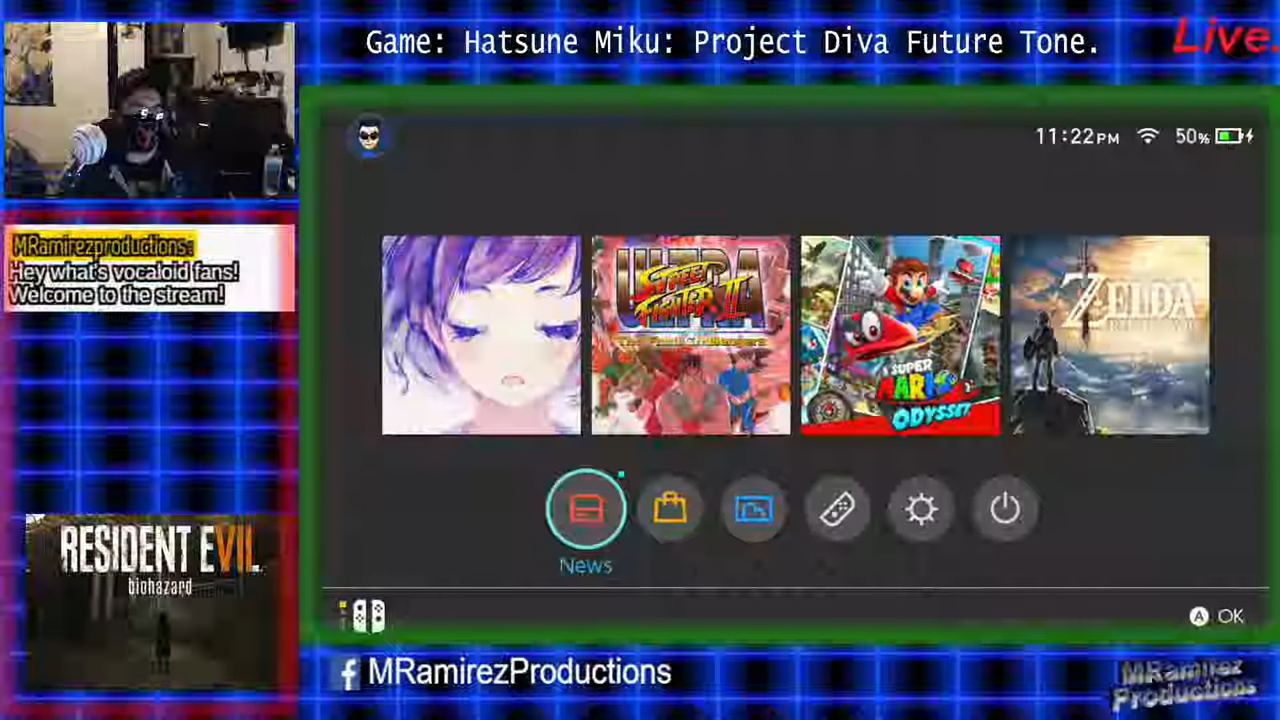 Game: Hatsune Miku: Project Diva Future Tone.
Live.
11:22PM
50%
MRamirezproductions:
Hey what's vocaloid fans!
Welcome to the stream!
ULTRA
STREET
FIGHTER II
The Final Challengers
SUPER
MARIO
ODYSSEY
ZELDA
RESIDENT EVIL
biohazard
News
A OK
f MRamirezProductions
MRamirez
Productions